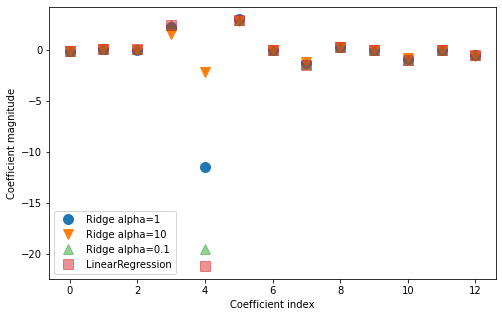 0
−5
−10
−15
−20
Coefficient magnitude
Ridge alpha=1
Ridge alpha=10
Ridge alpha=0.1
LinearRegression
0 2 4 6 8 10 12
Coefficient index